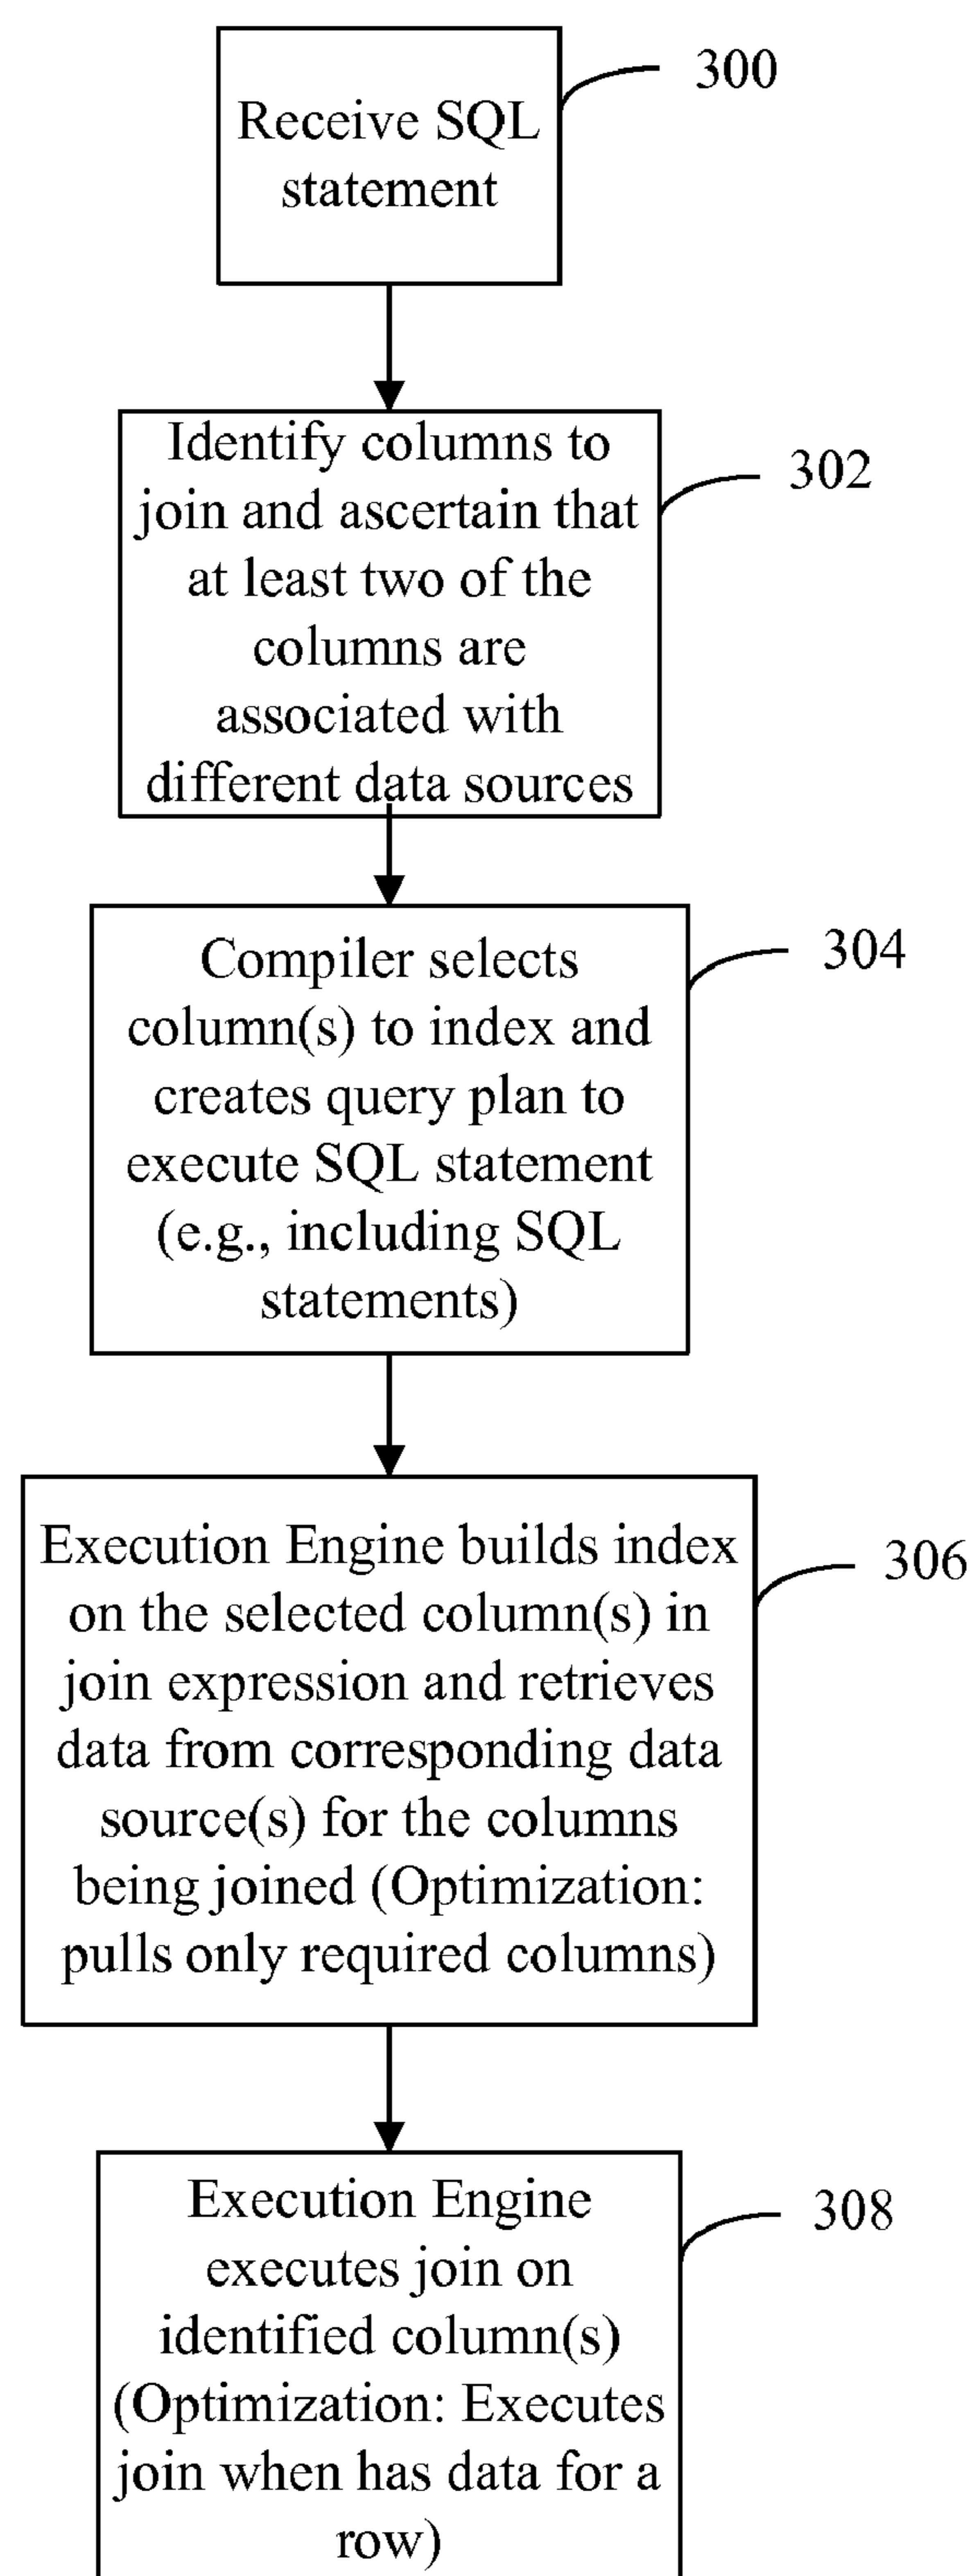 Receive SQL
statement
300
Identify columns to
join and ascertain that
at least two of the
columns are
associated with
different data sources
302
Compiler selects
column(s) to index and
creates query plan to
execute SQL statement
(e.g., including SQL
statements)
304
Execution Engine builds index
on the selected column(s) in
join expression and retrieves
data from corresponding data
source(s) for the columns
being joined (Optimization:
pulls only required columns)
306
Execution Engine
executes join on
identified column(s)
(Optimization: Executes
join when has data for a
row)
308